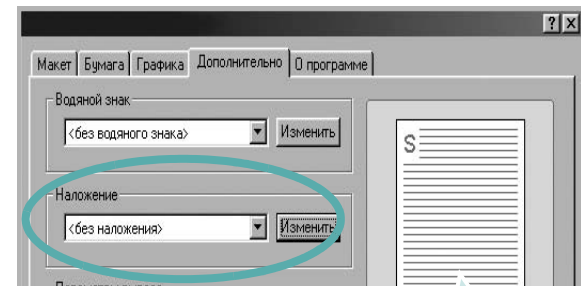 Макет Бумага Графика Дополнительно О программе
Водяной знак
<без водяного знака> Изменить
S
Наложение
<без наложения> Изменить